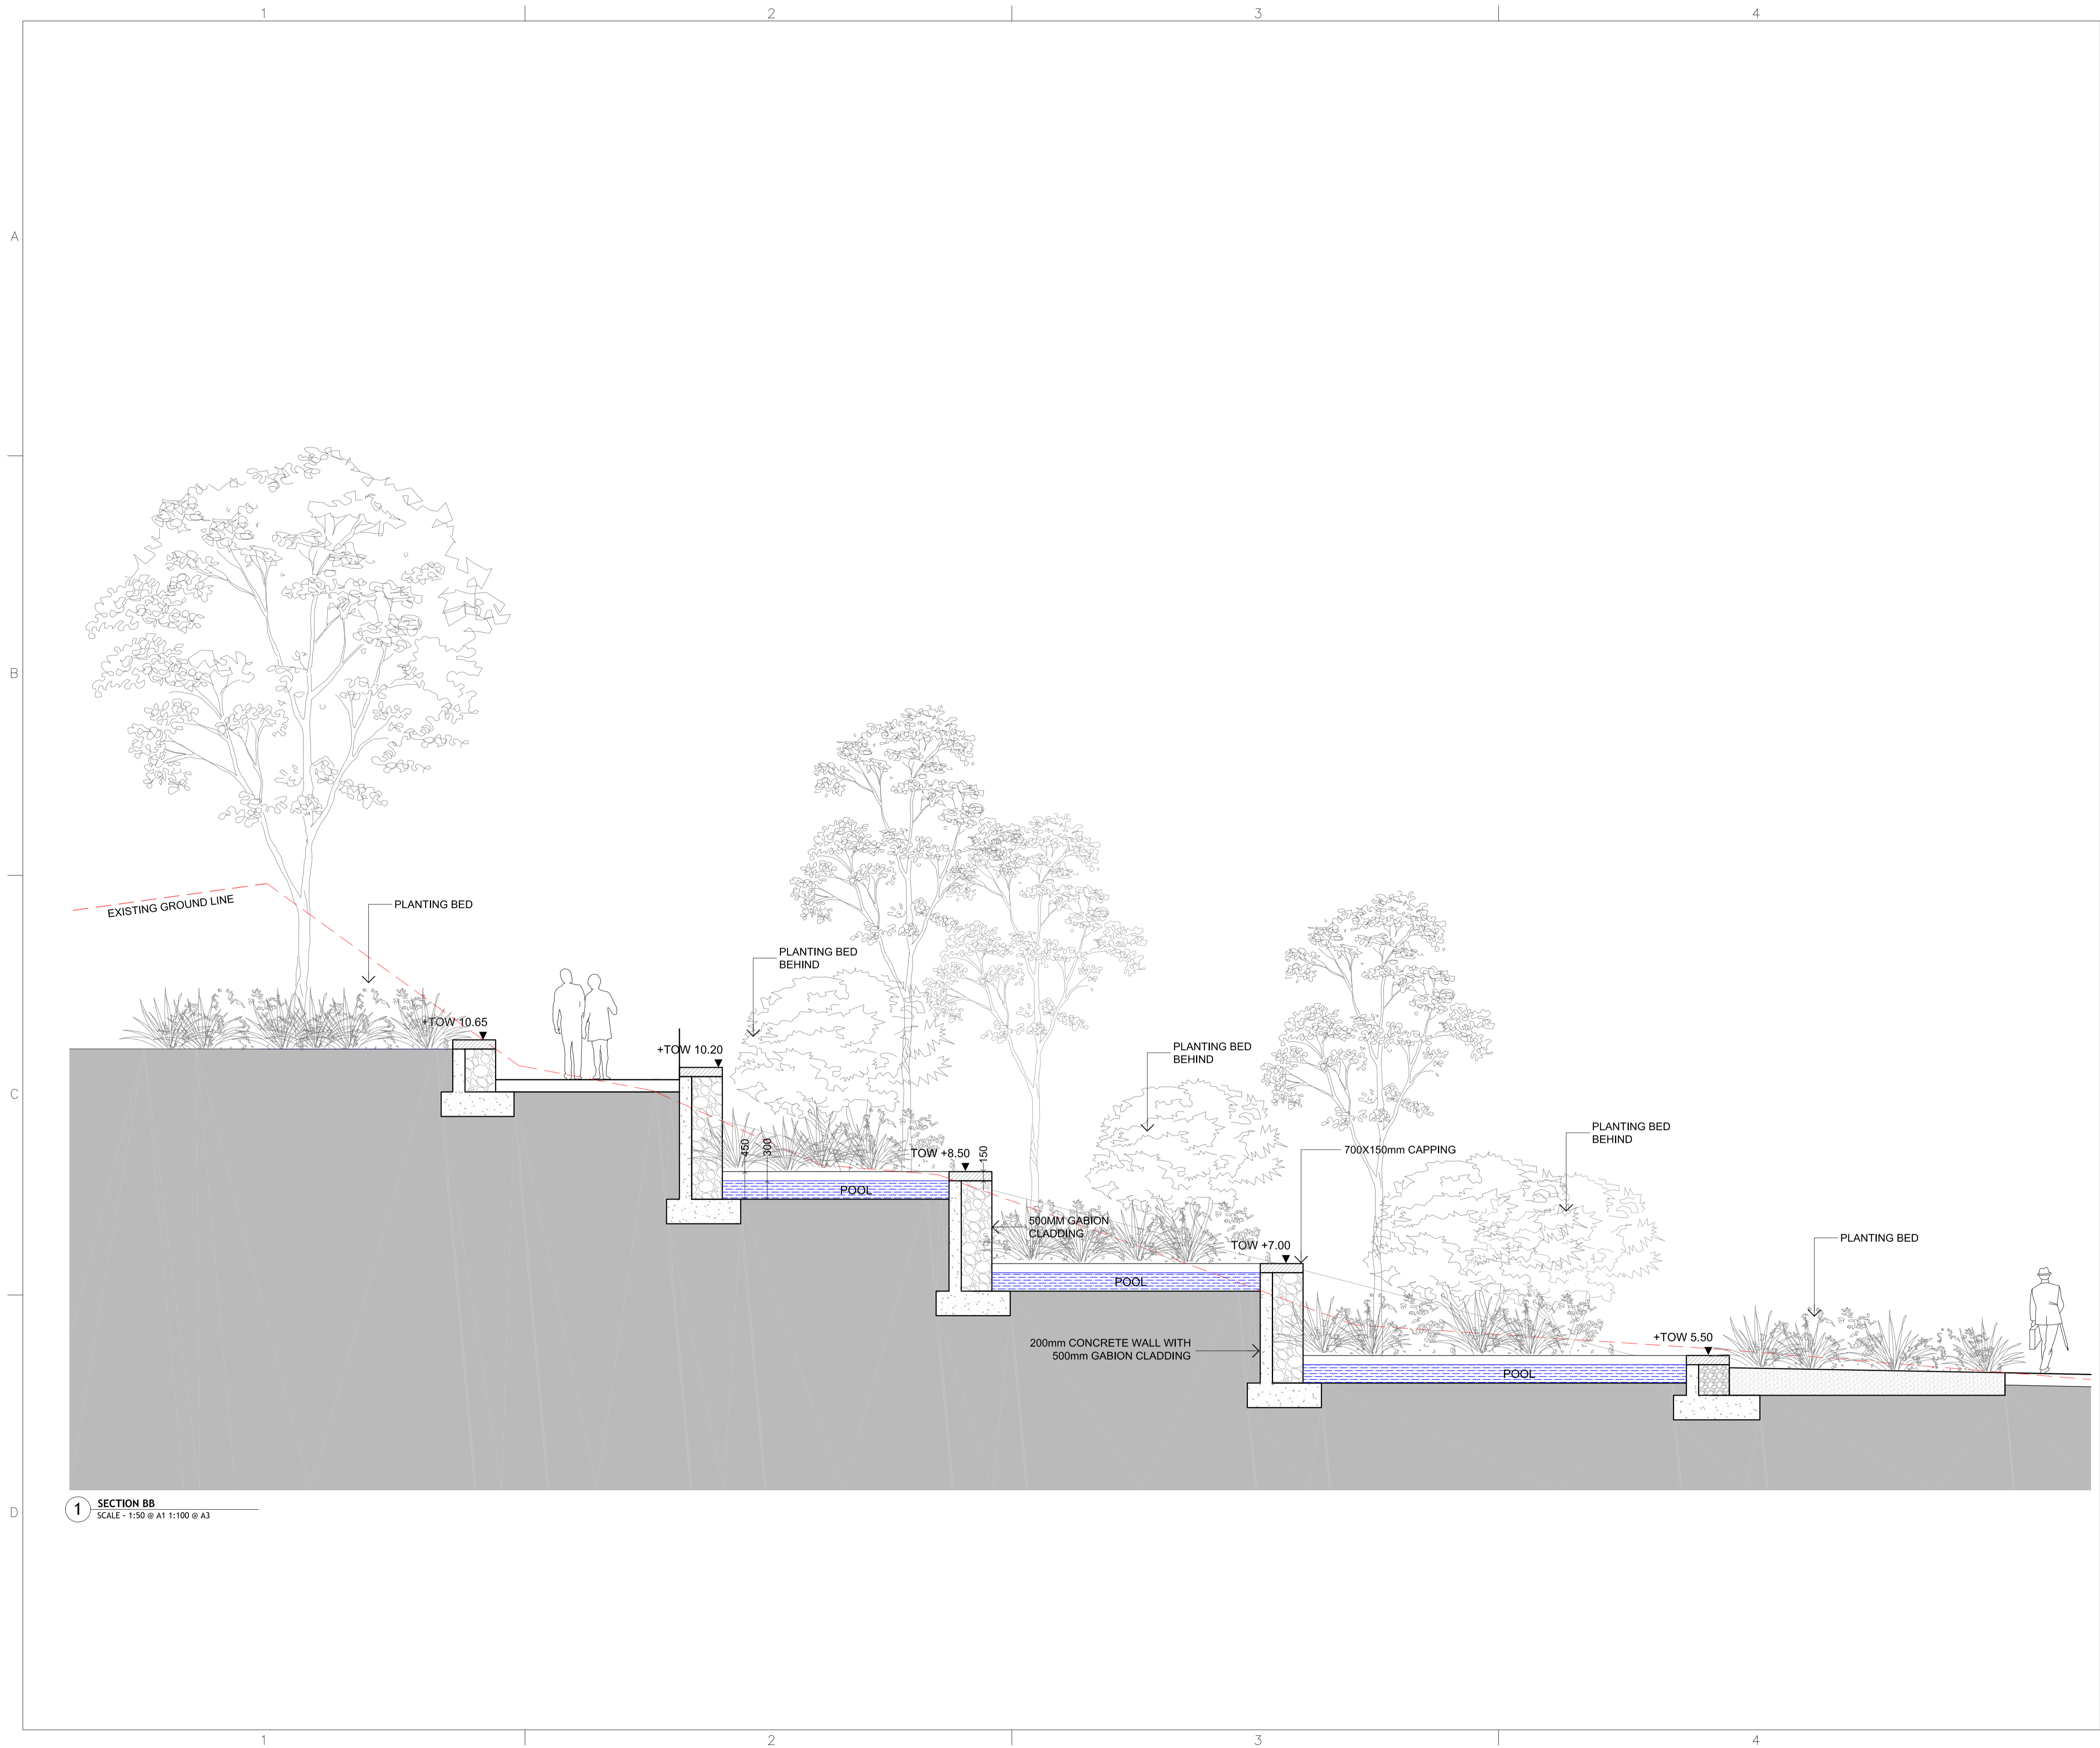 1
2
3
4
A
B
C
D
EXISTING GROUND LINE
PLANTING BED
PLANTING BED
BEHIND
+TOW 10.65
+TOW 10.20
PLANTING BED
BEHIND
450
300
TOW +8.50
150
POOL
700X150mm CAPPING
PLANTING BED
BEHIND
500MM GABION
CLADDING
TOW +7.00
PLANTING BED
POOL
200mm CONCRETE WALL WITH
500mm GABION CLADDING
+TOW 5.50
POOL
1
SECTION BB
SCALE - 1:50 @ A1 1:100 @ A3
1
2
3
4